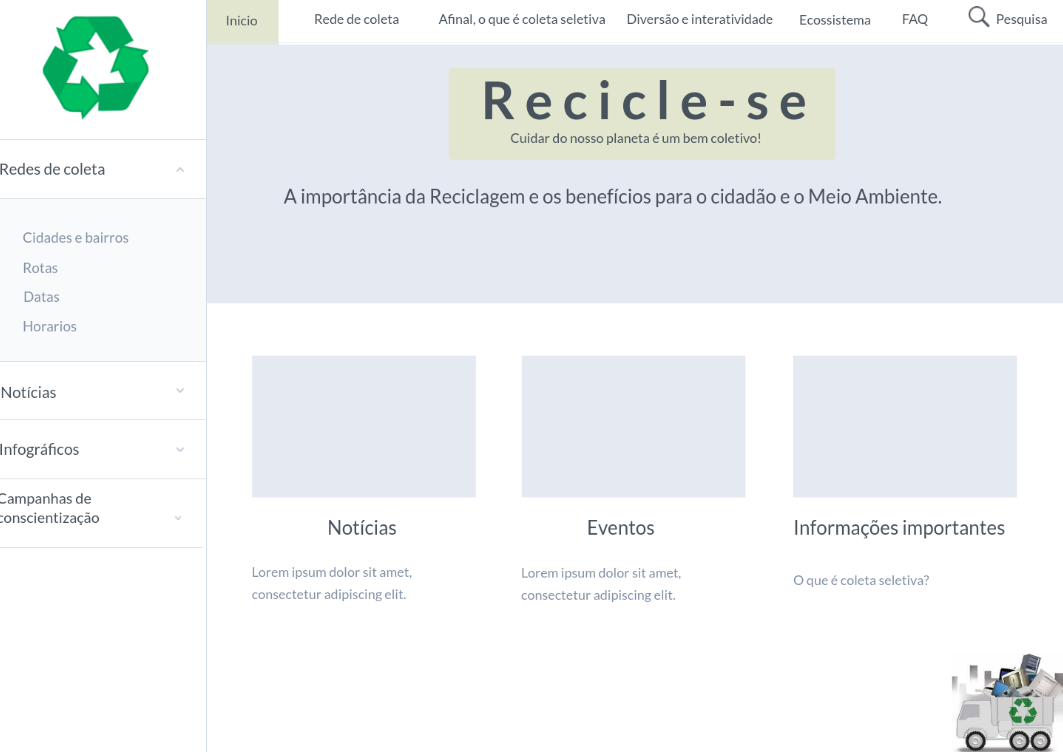 Inicio
Rede de coleta
Afinal, o que é coleta seletiva
Diversão e interatividade
Ecossistema
FAQ
Pesquisa
Redes de coleta
Cidades e bairros
Rotas
Datas
Horarios
Notícias
Infográficos
Campanhas de
conscientização
Recicle-se
Cuidar do nosso planeta é um bem coletivo!
A importância da Reciclagem e os benefícios para o cidadão e o Meio Ambiente.
Notícias
Lorem ipsum dolor sit amet,
consectetur adipiscing elit.
Eventos
Lorem ipsum dolor sit amet,
consectetur adipiscing elit.
Informações importantes
O que é coleta seletiva?